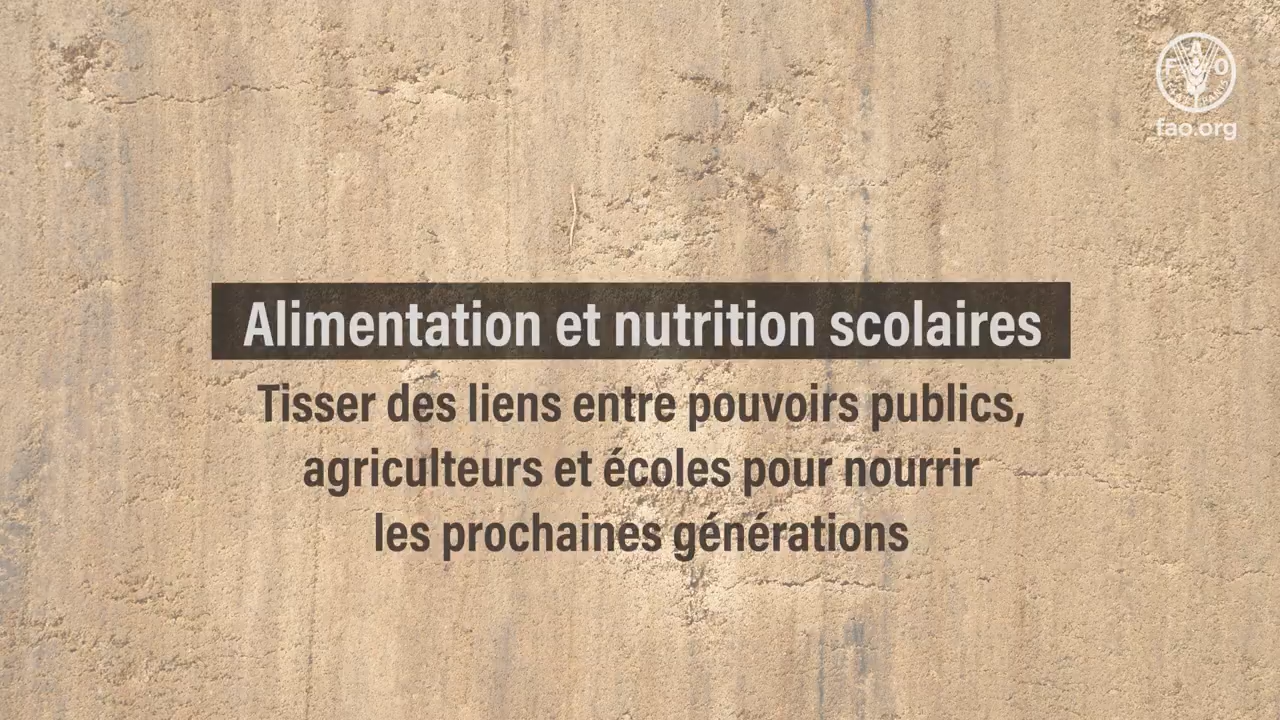 FAO
fao.org
Alimentation et nutrition scolaires
Tisser des liens entre pouvoirs publics,
agriculteurs et écoles pour nourrir
les prochaines générations